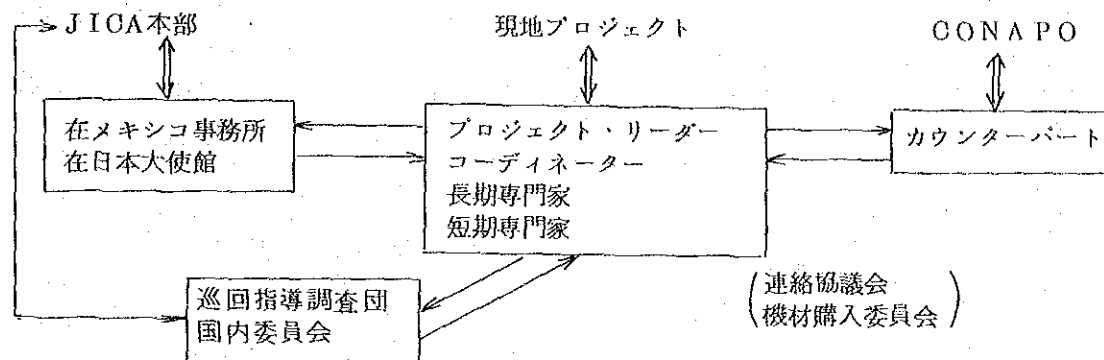 JICA本部
現地プロジェクト
CONAPO
在メキシコ事務所
在日本大使館
プロジェクト・リーダー
コーディネーター
長期専門家
短期専門家
カウンターパート
巡回指導調査団
国内委員会
(連絡協議会
機材購入委員会)